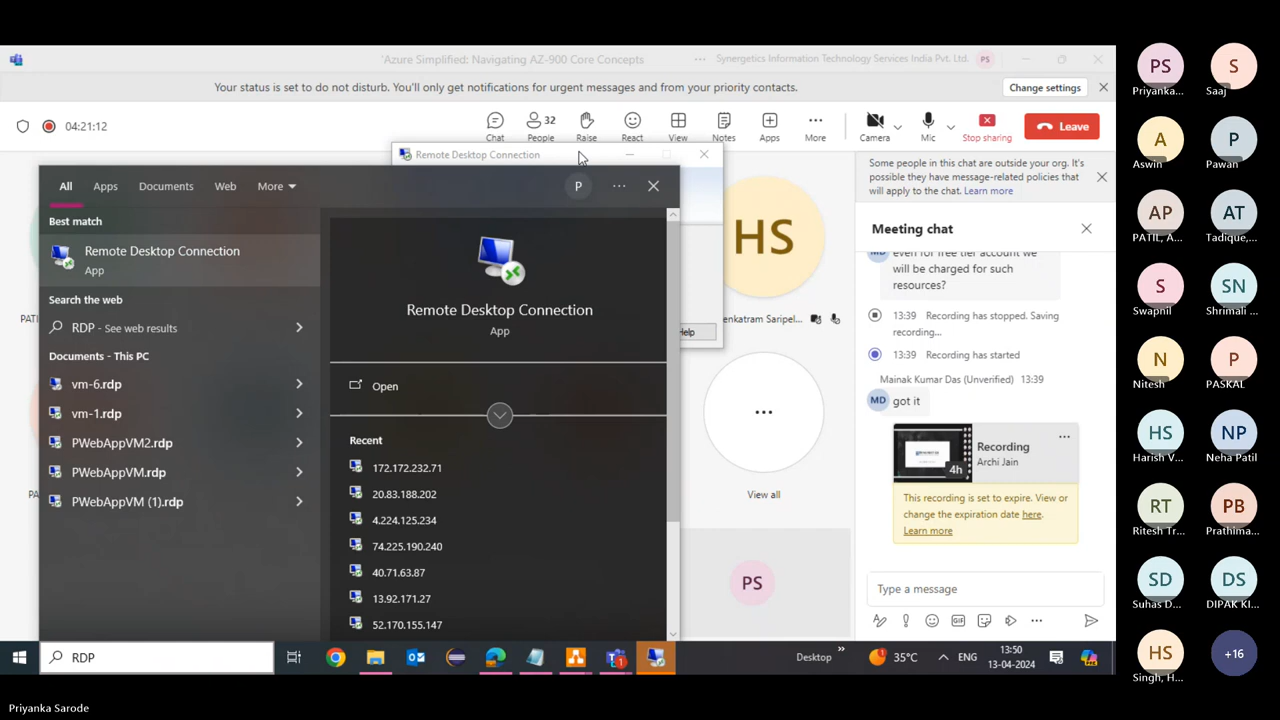 'Azure Simplified: Navigating AZ-900 Core Concepts
Synergetics Information Technology Services India Pvt. Ltd.
PS
Your status is set to do not disturb. You'll only get notifications for urgent messages and from your priority contacts.
Change settings
04:21:12
Chat
32
People
Raise
React
View
Notes
Apps
More
Camera
Mic
Stop sharing
Leave
Remote Desktop Connection
All
Apps
Documents
Web
More
P
Best match
Remote Desktop Connection
App
Search the web
RDP - See web results
Documents - This PC
vm-6.rdp
vm-1.rdp
PWebAppVM2.rdp
PWebAppVM.rdp
PWebAppVM (1).rdp
Remote Desktop Connection
App
Open
Recent
172.172.232.71
20.83.188.202
4.224.125.234
74.225.190.240
40.71.63.87
13.92.171.27
52.170.155.147
Help
HS
enkatram Saripel...
View all
PS
Some people in this chat are outside your org. It's
possible they have message-related policies that
will apply to the chat. Learn more
Meeting chat
MD
even for free tier account we
will be charged for such
resources?
13:39 Recording has stopped. Saving
recording...
13:39 Recording has started
Mainak Kumar Das (Unverified) 13:39
MD
got it
Recording
Archi Jain
4h
This recording is set to expire. View or
change the expiration date here.
Learn more
Type a message
GIF
RDP
Desktop
35°C
ENG
13:50
13-04-2024
PS
Priyanka...
S
Saaj
A
Aswin
P
Pawan
AP
PATIL, A...
AT
Tadique,...
S
Swapnil
SN
Shrimali ...
N
Nitesh
P
PASKAL
HS
Harish V...
NP
Neha Patil
RT
Ritesh Tr...
PB
Prathima...
SD
Suhas D...
DS
DIPAK KI...
HS
Singh, H...
+16
Priyanka Sarode